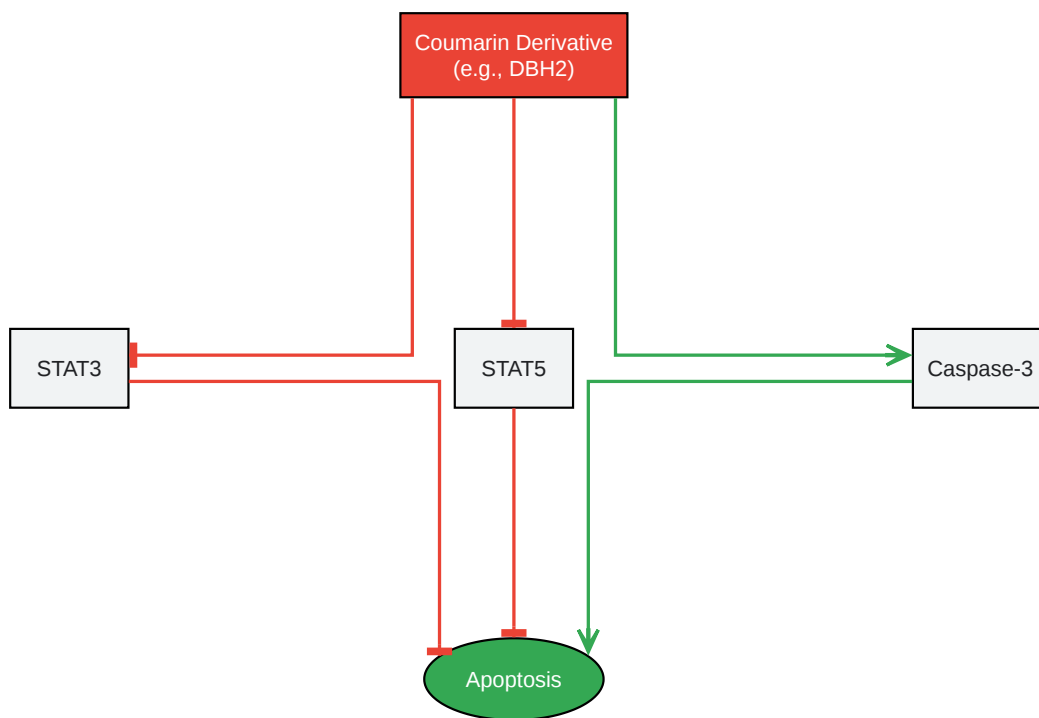 Coumarin Derivative
(e.g., DBH2)
STAT3
STAT5
Caspase-3
Apoptosis